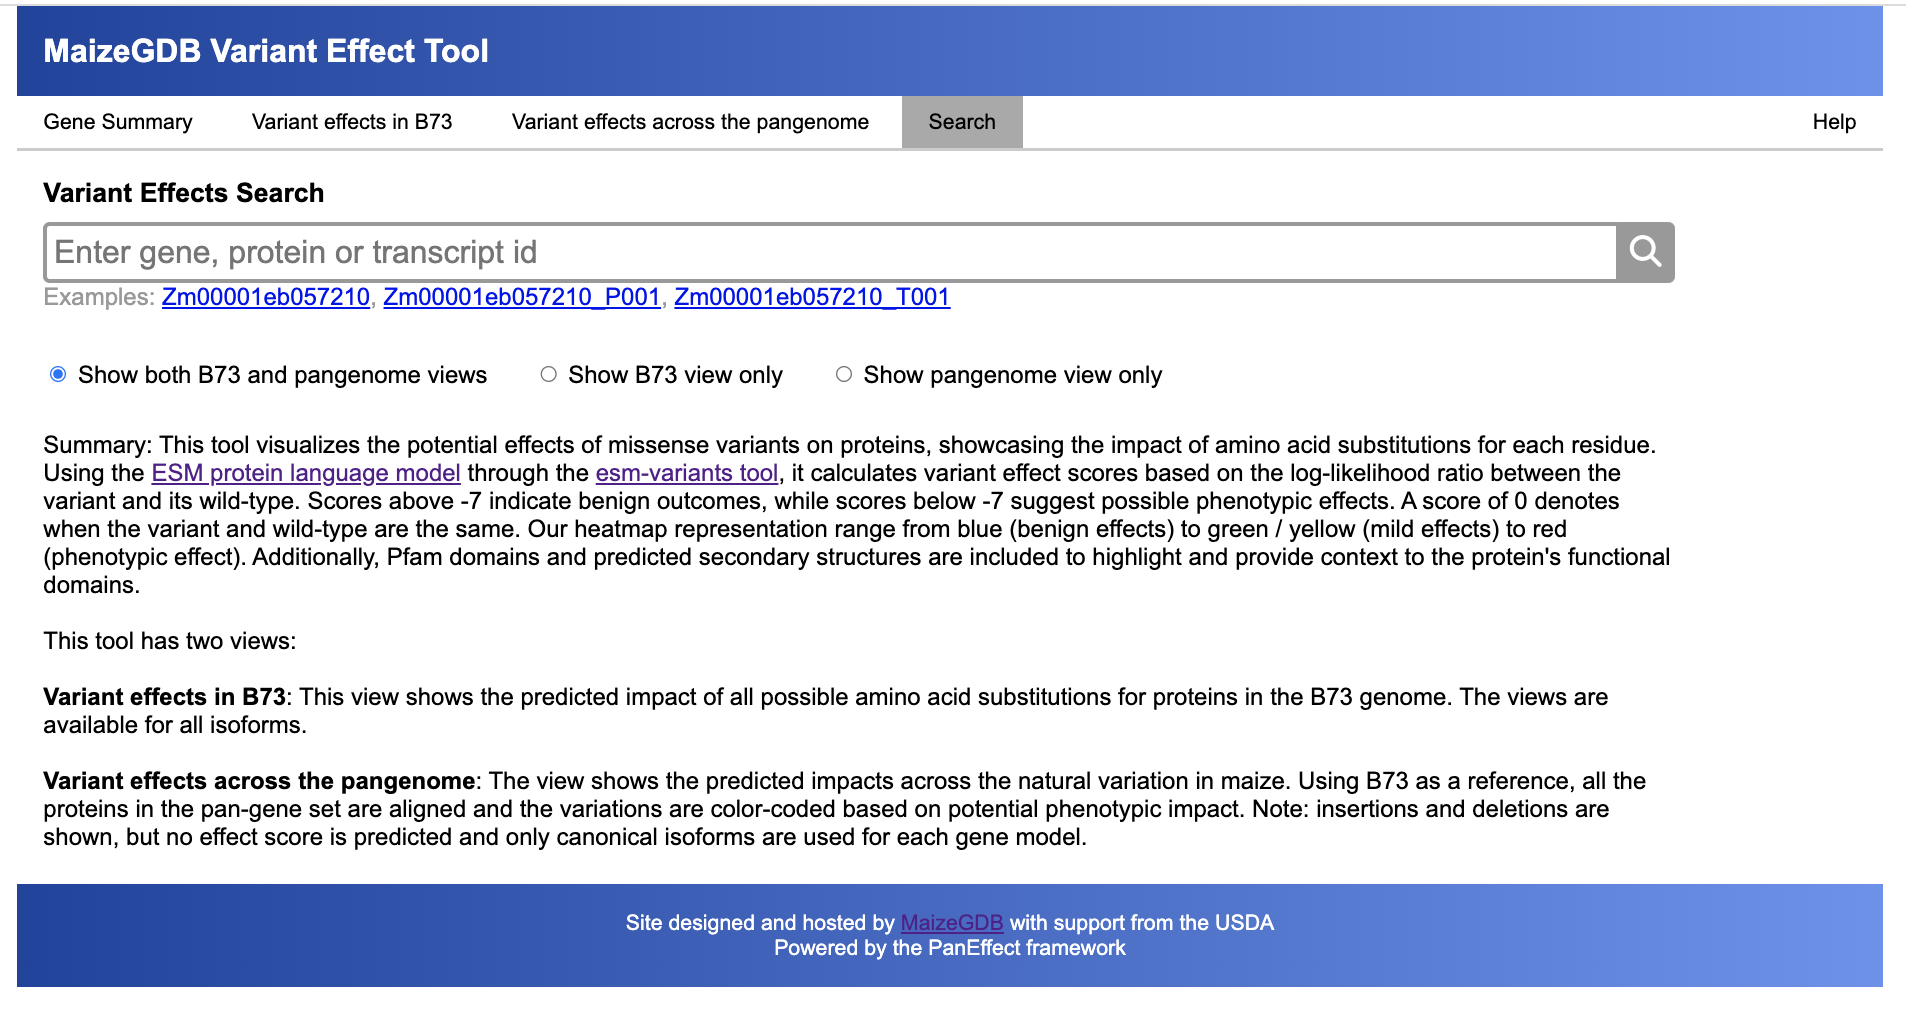 MaizeGDB Variant Effect Tool
Gene Summary Variant effects in B73 Variant effects across the pangenome Search Help
Variant Effects Search
Enter gene, protein or transcript id
Examples: Zm00001eb057210, Zm00001eb057210_P001, Zm00001eb057210_T001
Show both B73 and pangenome views Show B73 view only Show pangenome view only
Summary: This tool visualizes the potential effects of missense variants on proteins, showcasing the impact of amino acid substitutions for each residue.
Using the ESM protein language model through the esm-variants tool, it calculates variant effect scores based on the log-likelihood ratio between the
variant and its wild-type. Scores above -7 indicate benign outcomes, while scores below -7 suggest possible phenotypic effects. A score of 0 denotes
when the variant and wild-type are the same. Our heatmap representation range from blue (benign effects) to green / yellow (mild effects) to red
(phenotypic effect). Additionally, Pfam domains and predicted secondary structures are included to highlight and provide context to the protein's functional
domains.
This tool has two views:
Variant effects in B73: This view shows the predicted impact of all possible amino acid substitutions for proteins in the B73 genome. The views are
available for all isoforms.
Variant effects across the pangenome: The view shows the predicted impacts across the natural variation in maize. Using B73 as a reference, all the
proteins in the pan-gene set are aligned and the variations are color-coded based on potential phenotypic impact. Note: insertions and deletions are
shown, but no effect score is predicted and only canonical isoforms are used for each gene model.
Site designed and hosted by MaizeGDB with support from the USDA
Powered by the PanEffect framework